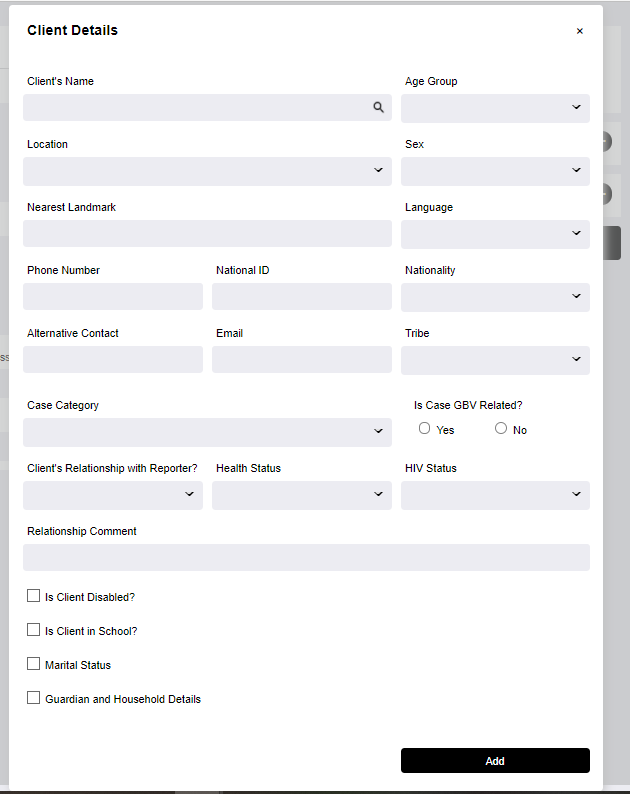 Client Details
×
Client's Name
Age Group
Location
Sex
Nearest Landmark
Language
Phone Number
National ID
Nationality
Alternative Contact
Email
Tribe
ss
Case Category
Is Case GBV Related?
Yes
No
Client's Relationship with Reporter?
Health Status
HIV Status
Relationship Comment
Is Client Disabled?
Is Client in School?
Marital Status
Guardian and Household Details
Add